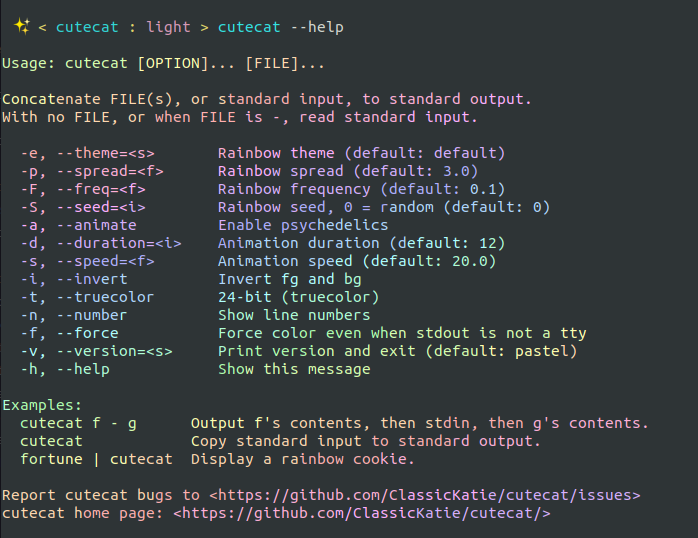 ✨ < cutecat : light > cutecat --help
Usage: cutecat [OPTION]... [FILE]...
Concatenate FILE(s), or standard input, to standard output.
With no FILE, or when FILE is -, read standard input.
-e, --theme=<s> Rainbow theme (default: default)
-p, --spread=<f> Rainbow spread (default: 3.0)
-F, --freq=<f> Rainbow frequency (default: 0.1)
-S, --seed=<i> Rainbow seed, 0 = random (default: 0)
-a, --animate Enable psychedelics
-d, --duration=<i> Animation duration (default: 12)
-s, --speed=<f> Animation speed (default: 20.0)
-i, --invert Invert fg and bg
-t, --truecolor 24-bit (truecolor)
-n, --number Show line numbers
-f, --force Force color even when stdout is not a tty
-v, --version=<s> Print version and exit (default: pastel)
-h, --help Show this message
Examples:
cutecat f - g Output f's contents, then stdin, then g's contents.
cutecat Copy standard input to standard output.
fortune | cutecat Display a rainbow cookie.
Report cutecat bugs to <https://github.com/ClassicKatie/cutecat/issues>
cutecat home page: <https://github.com/ClassicKatie/cutecat/>